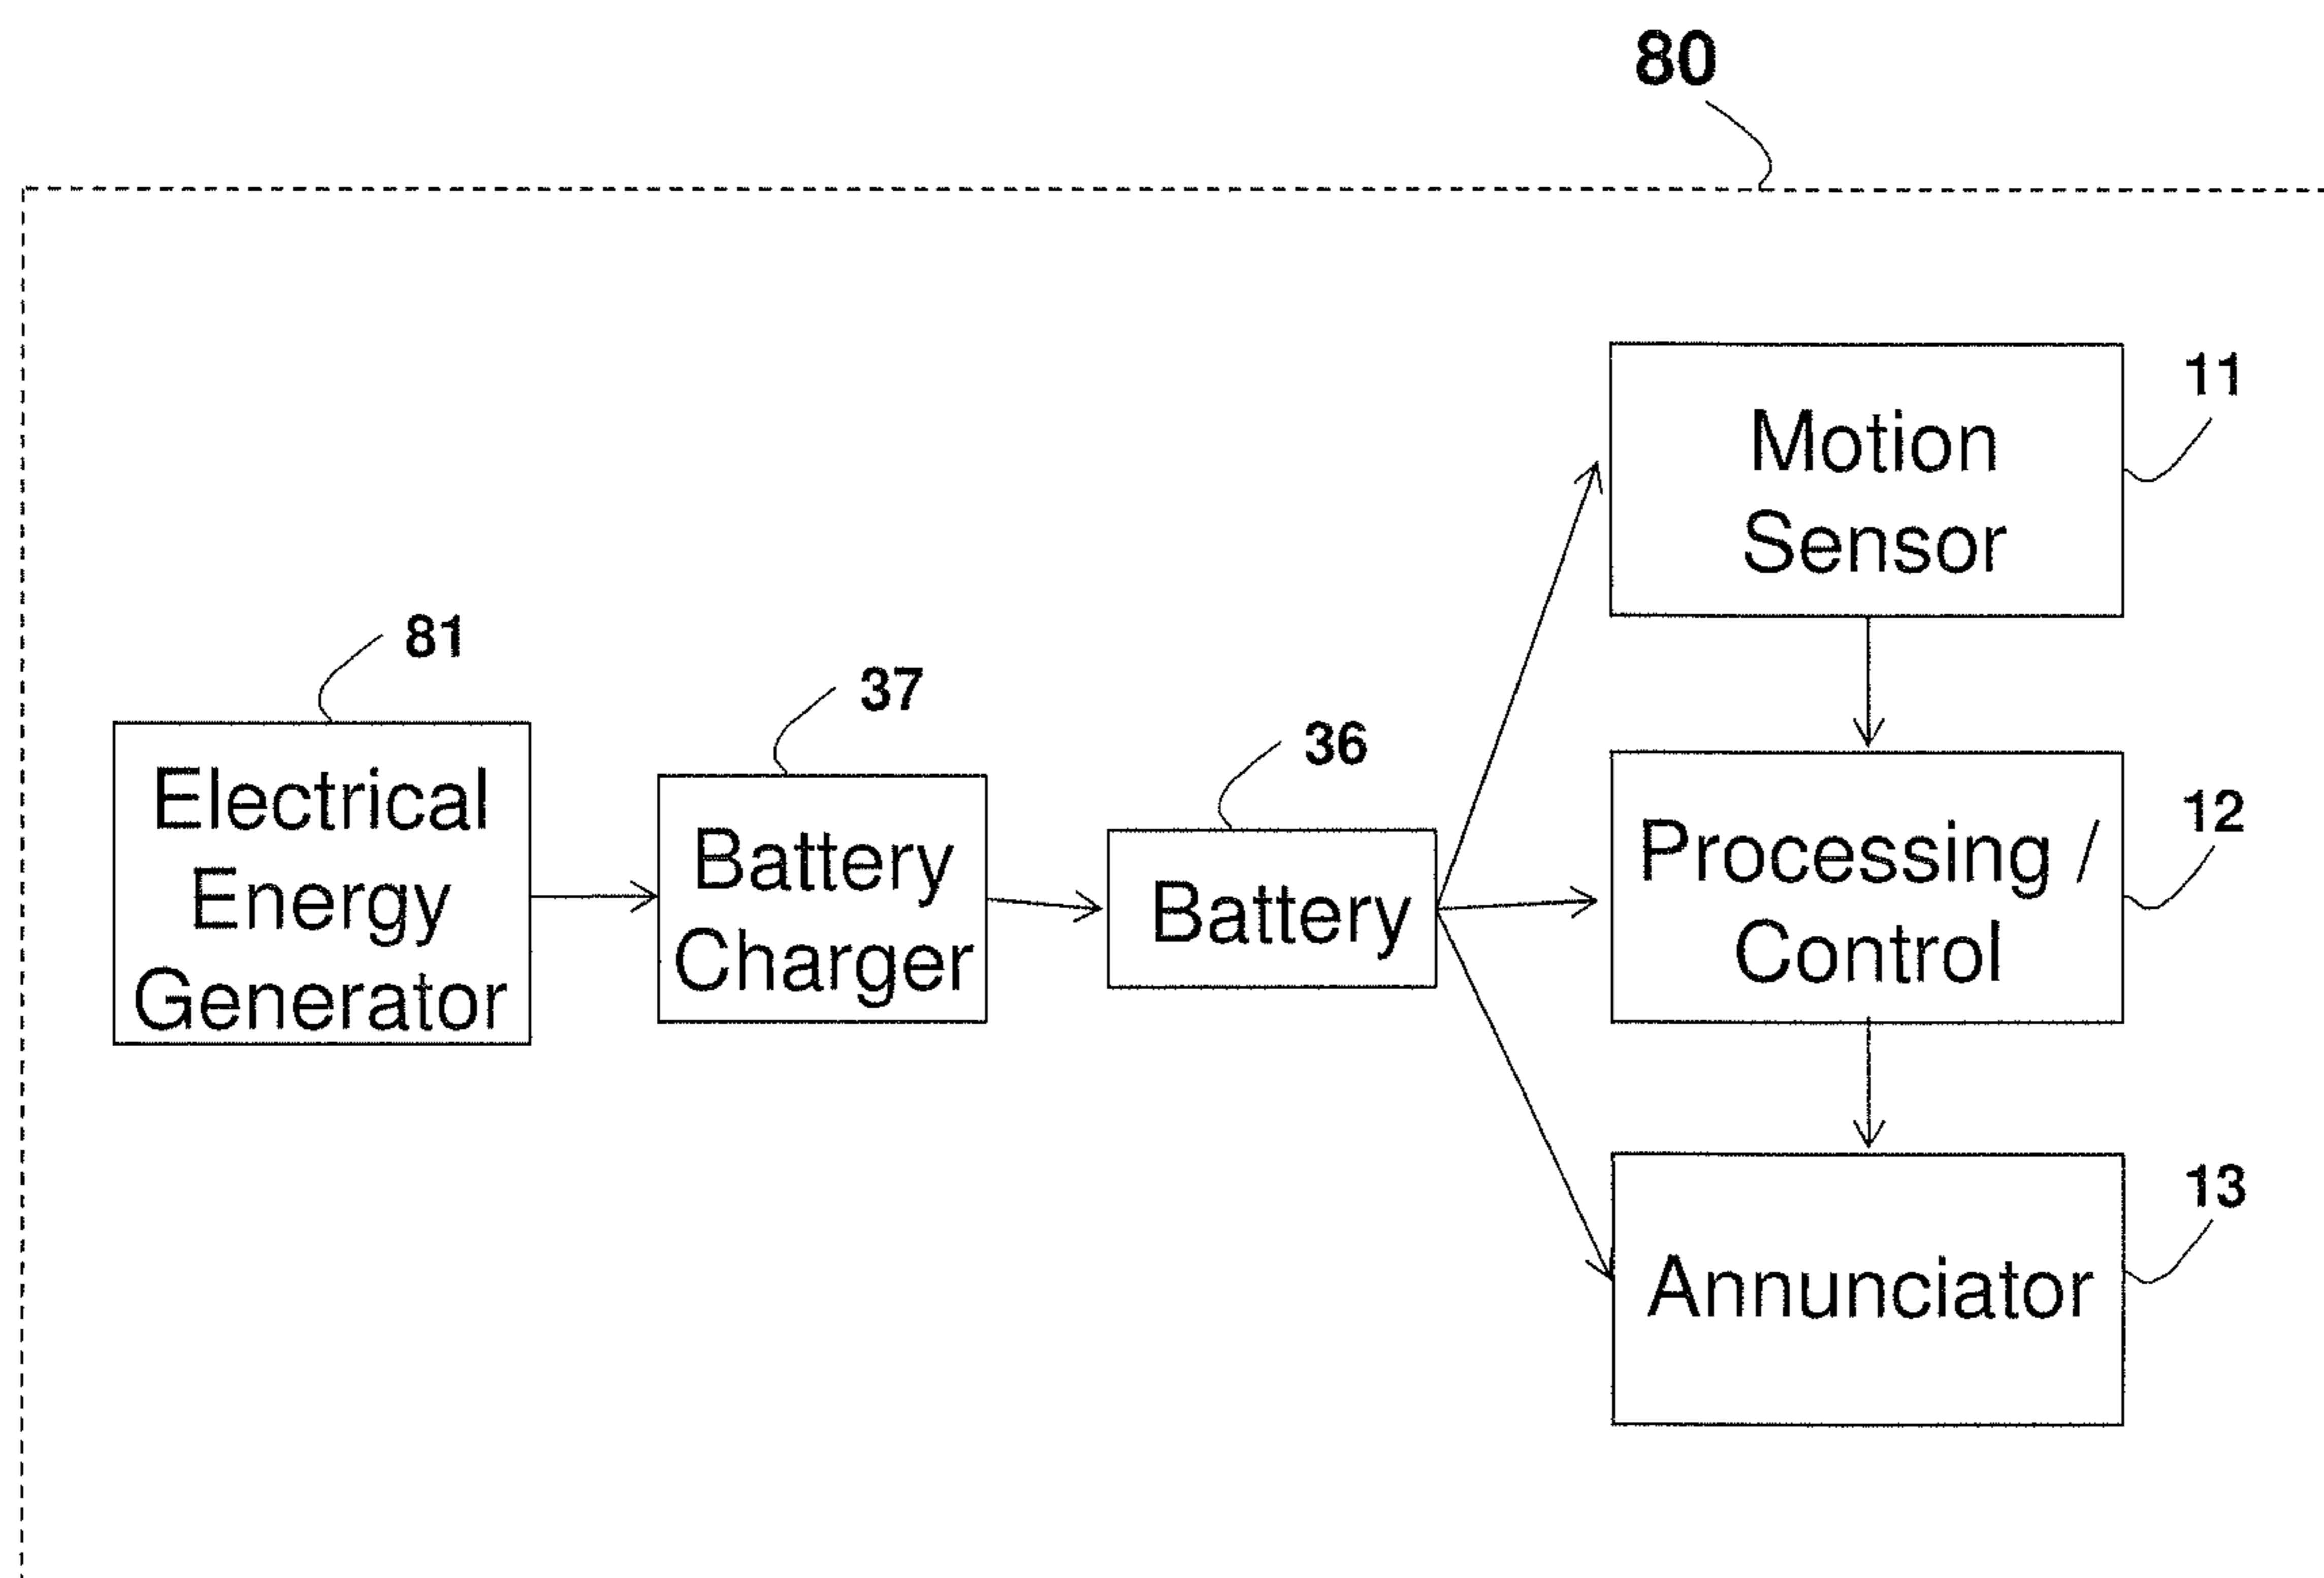 80
11
Motion
Sensor
81
37
36
Electrical
Energy
Generator
Battery
Charger
Battery
12
Processing /
Control
13
Annunciator